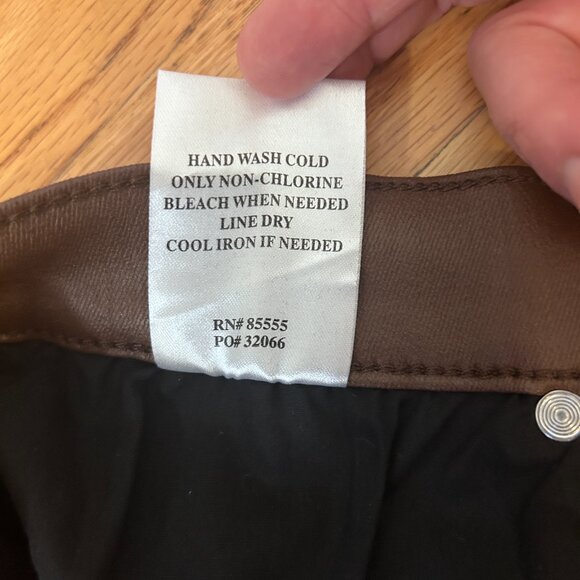 HAND WASH COLD
ONLY NON-CHLORINE
BLEACH WHEN NEEDED
LINE DRY
COOL IRON IF NEEDED
RN# 85555
PO# 32066